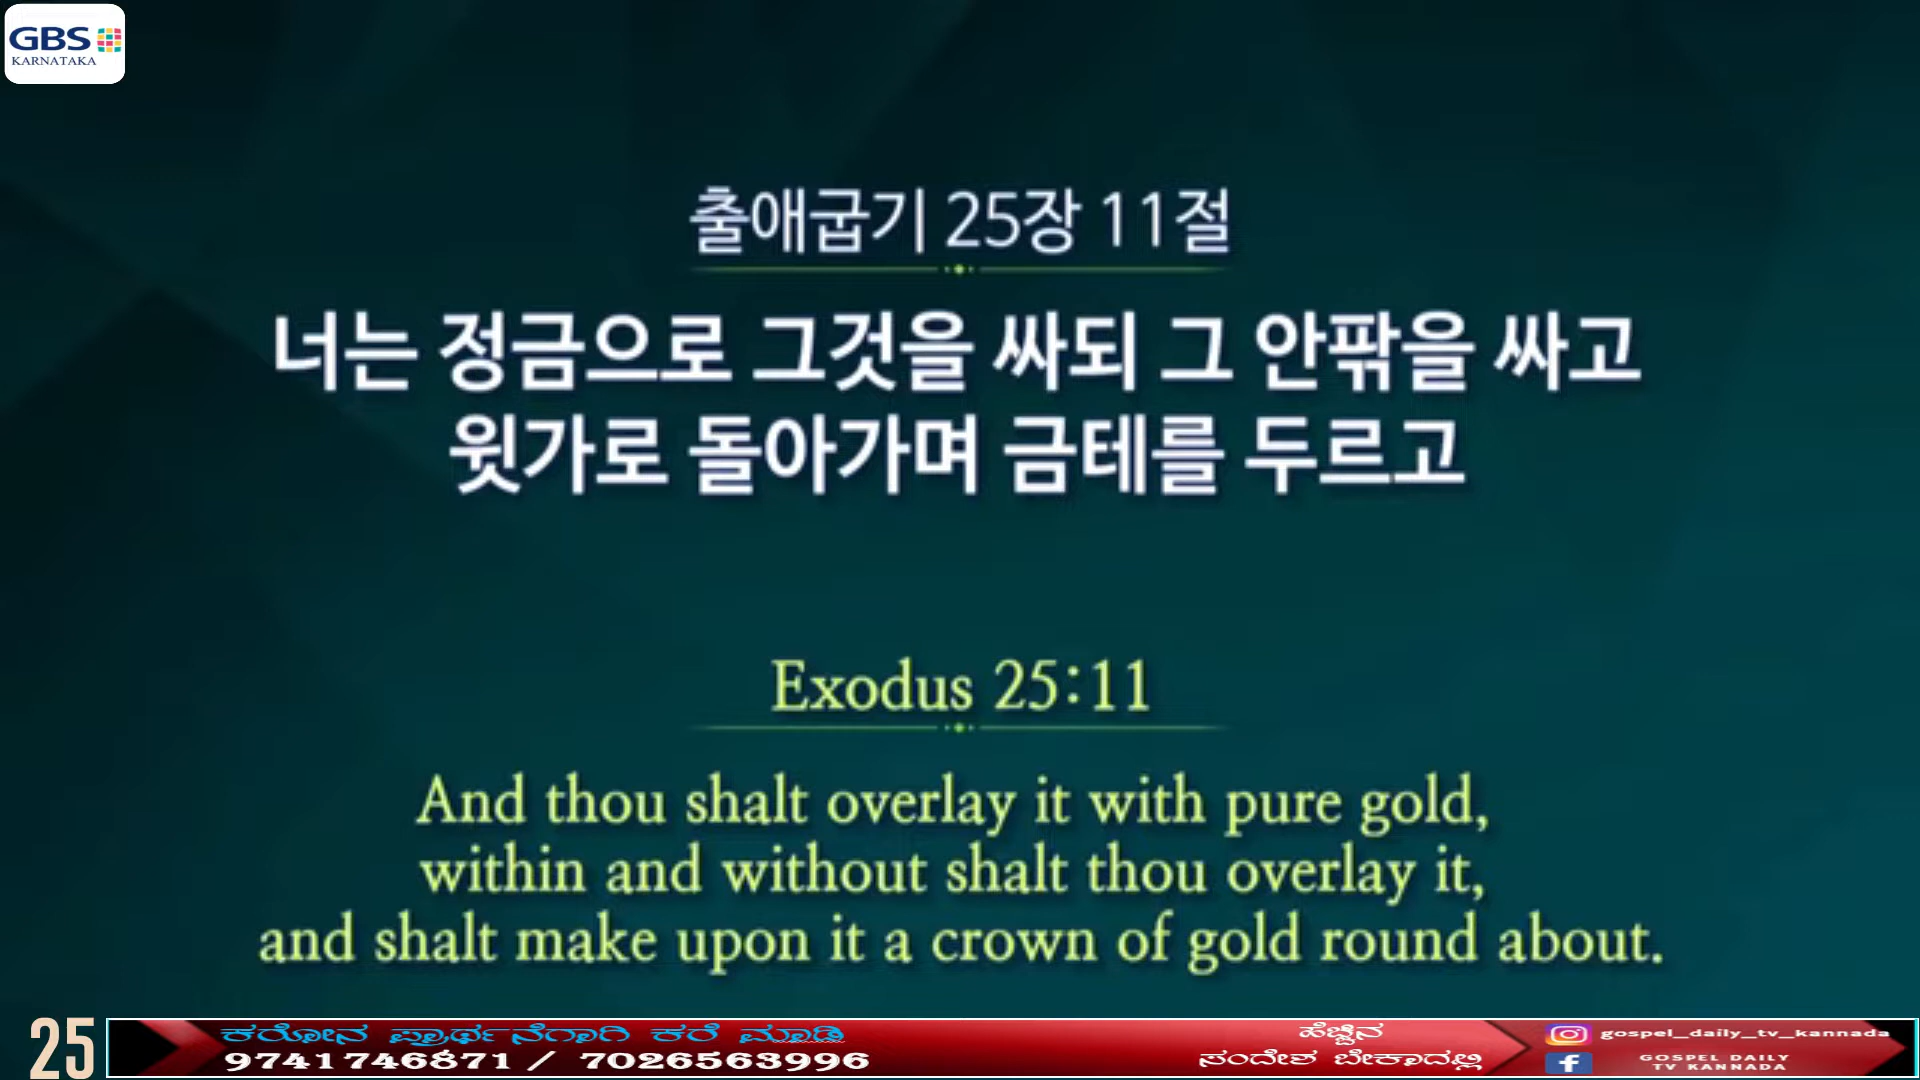 GBS
KARNATAKA
출애굽기 25장 11절
너는 정금으로 그것을 싸되 그 안팎을 싸고
윗가로 돌아가며 금테를 두르고
Exodus 25:11
And thou shalt overlay it with pure gold,
within and without shalt thou overlay it,
and shalt make upon it a crown of gold round about.
25
ಕರೋನ ಪ್ರಾರ್ಥನೆಗಾಗಿ ಕರೆ ಮಾಡಿ
9741746871 / 7026563996
ಹೆಚ್ಚಿನ
ಸಂದೇಶ ಬೇಕಾದಲ್ಲಿ
gospel_daily_tv_kannada
GOSPEL DAILY
TV KANNADA